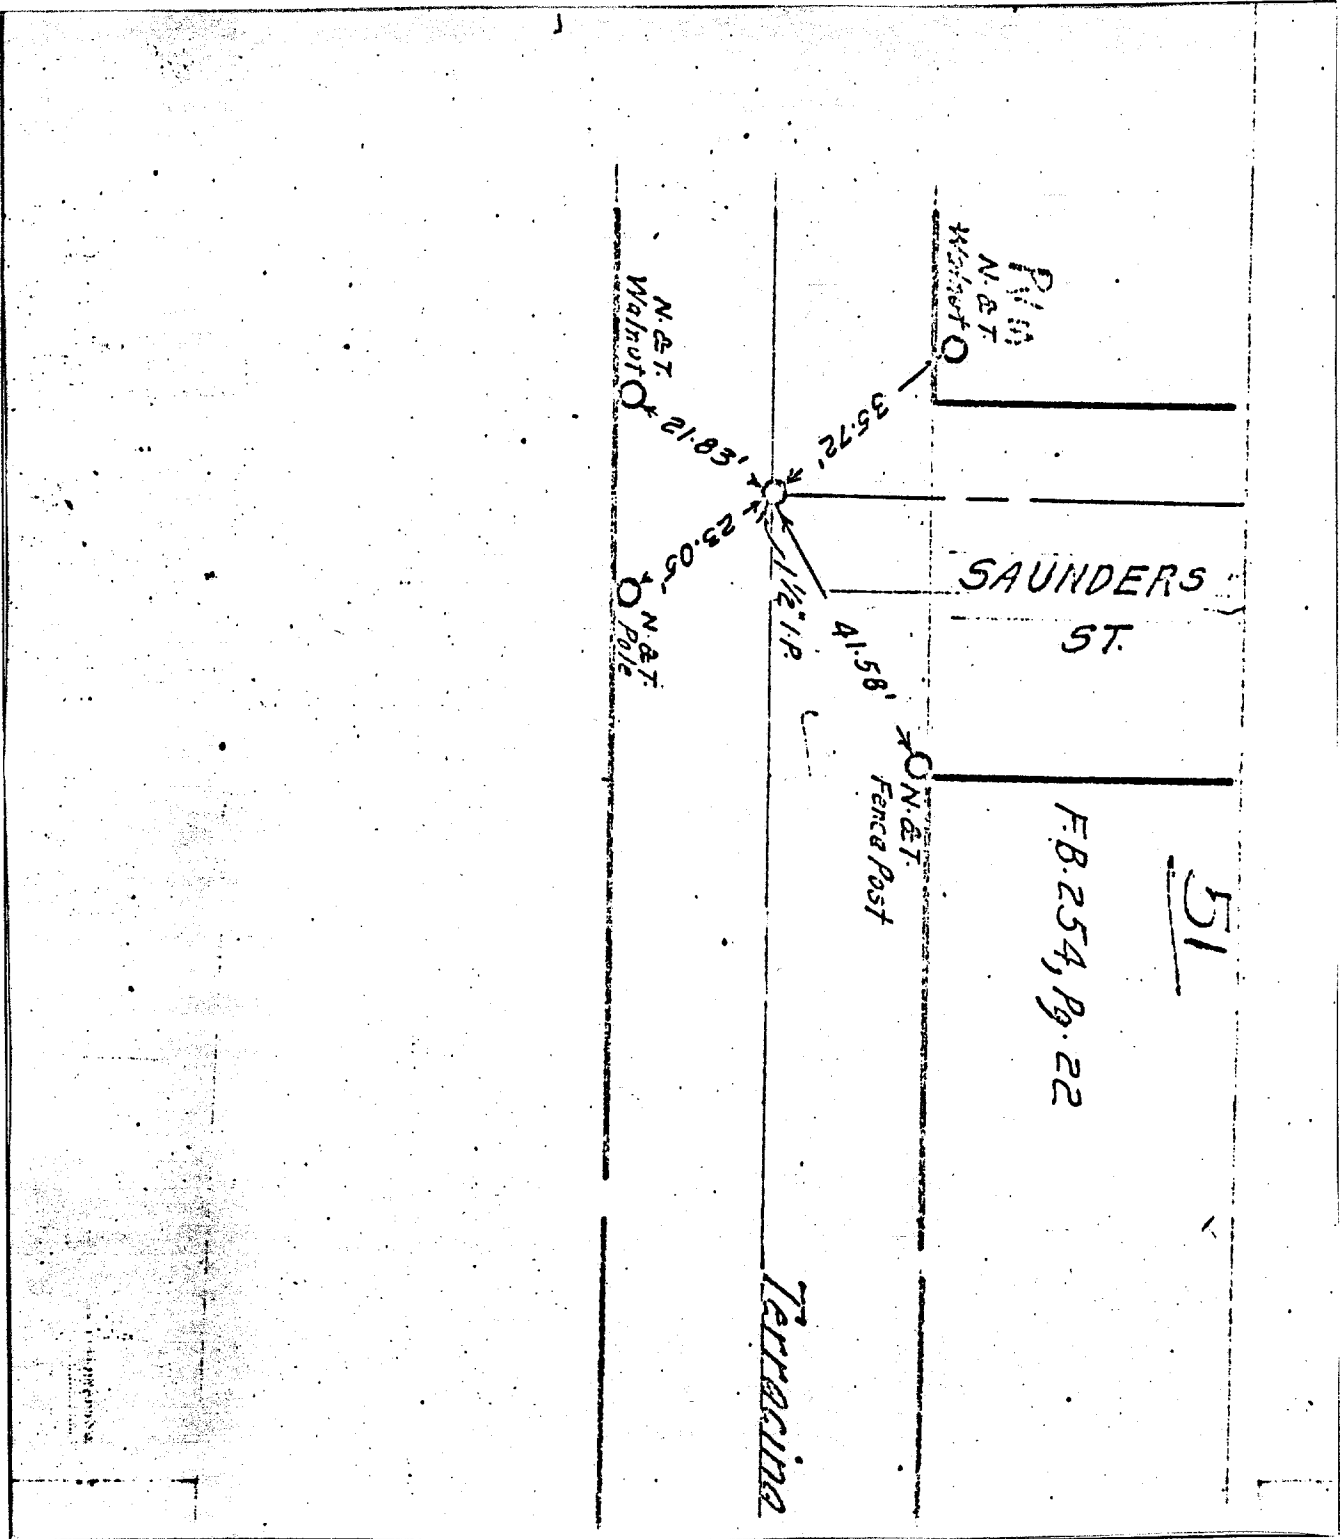 51
F.B. 254, Pg. 22
SAUNDERS
ST.
N.&T.
Walnut
35.72'
N.&T.
Walnut
21.83'
1½" I.P.
23.05'
N.&T.
Pole
41.58'
N.&T.
Fence Post
Terracina